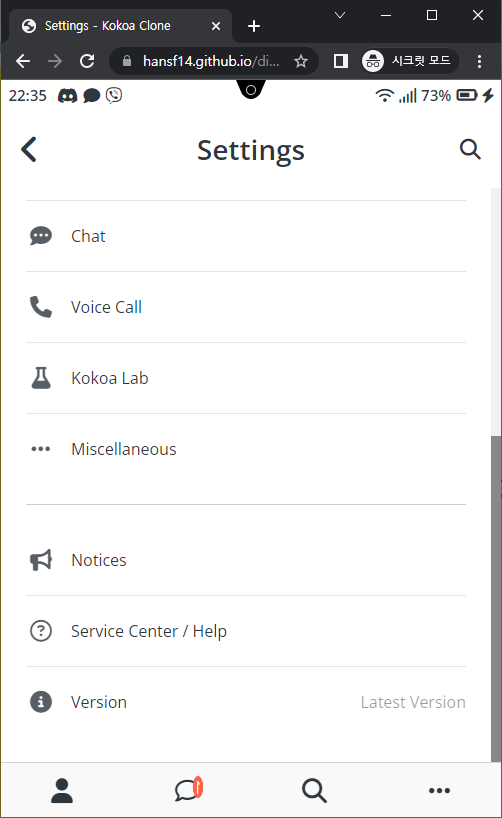 Settings - Kokoa Clone
hansf14.github.io/di...
시크릿 모드
22:35
73%
Settings
Chat
Voice Call
Kokoa Lab
Miscellaneous
Notices
Service Center / Help
Version
Latest Version
1